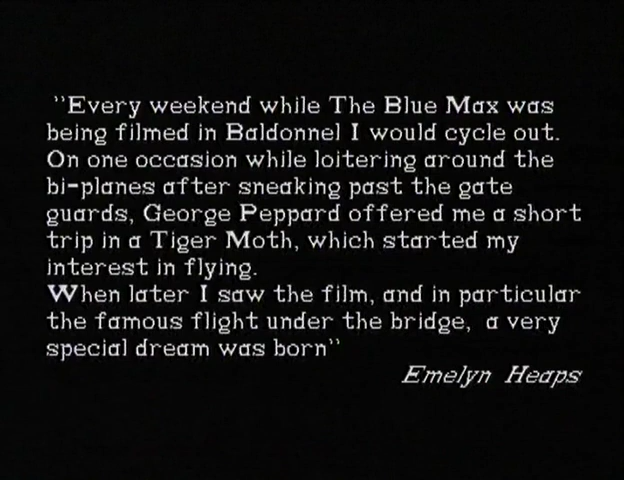 "Every weekend while The Blue Max was
being filmed in Baldonnel I would cycle out.
On one occasion while loitering around the
bi-planes after sneaking past the gate
guards, George Peppard offered me a short
trip in a Tiger Moth, which started my
interest in flying.
When later I saw the film, and in particular
the famous flight under the bridge, a very
special dream was born"
Emelyn Heaps